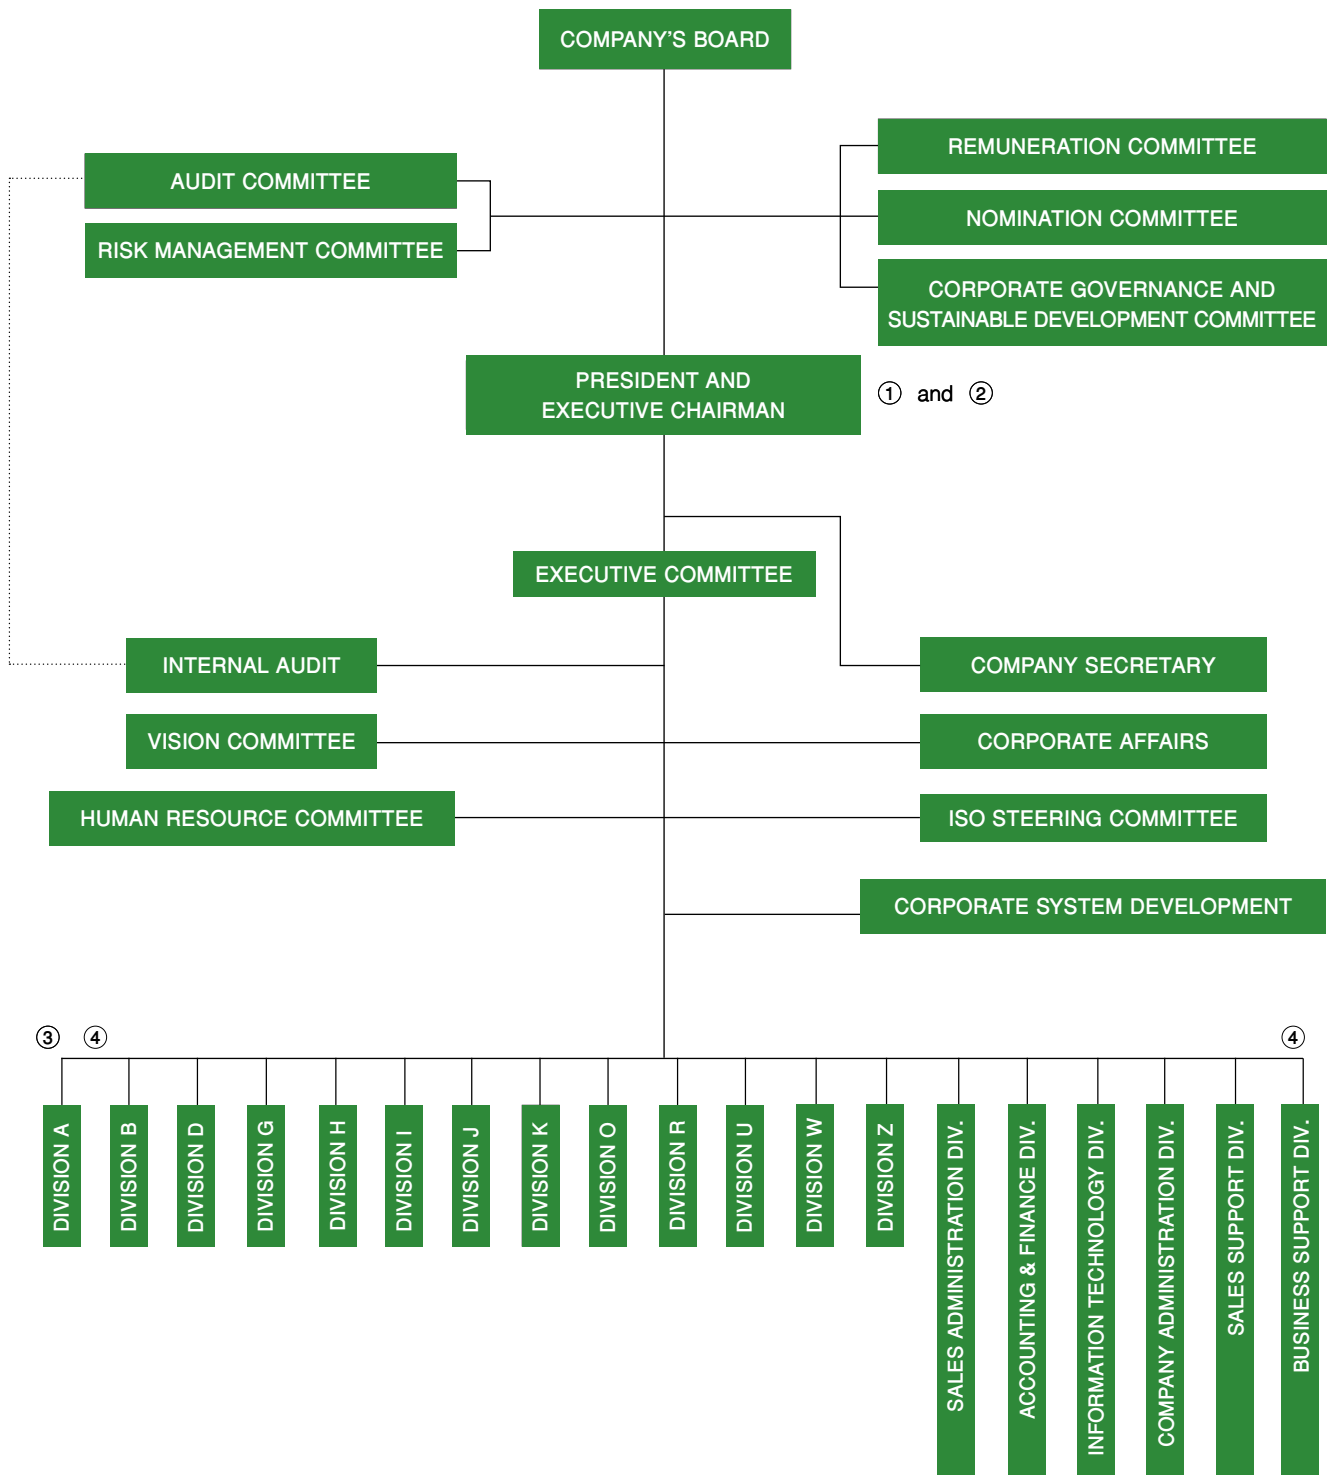 COMPANY'S BOARD
REMUNERATION COMMITTEE
AUDIT COMMITTEE
NOMINATION COMMITTEE
RISK MANAGEMENT COMMITTEE
CORPORATE GOVERNANCE AND
SUSTAINABLE DEVELOPMENT COMMITTEE
PRESIDENT AND
EXECUTIVE CHAIRMAN
① and ②
EXECUTIVE COMMITTEE
INTERNAL AUDIT
COMPANY SECRETARY
VISION COMMITTEE
CORPORATE AFFAIRS
HUMAN RESOURCE COMMITTEE
ISO STEERING COMMITTEE
CORPORATE SYSTEM DEVELOPMENT
③ ④
④
DIVISION A
DIVISION B
DIVISION D
DIVISION G
DIVISION H
DIVISION I
DIVISION J
DIVISION K
DIVISION O
DIVISION R
DIVISION U
DIVISION W
DIVISION Z
SALES ADMINISTRATION DIV.
ACCOUNTING & FINANCE DIV.
INFORMATION TECHNOLOGY DIV.
COMPANY ADMINISTRATION DIV.
SALES SUPPORT DIV.
BUSINESS SUPPORT DIV.